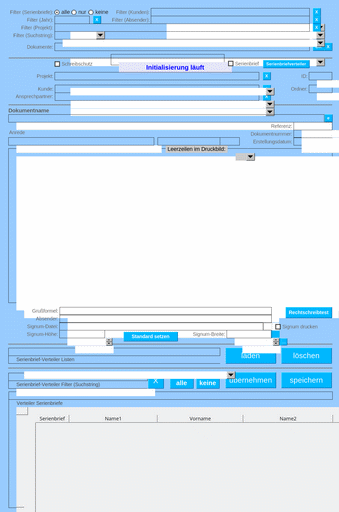 Filter (Serienbriefe): alle nur keine Filter (Kunden): X
Filter (Jahr): X Filter (Absender): X
Filter (Projekt): X
Filter (Suchstring):
Dokumente: X
Schreibschutz Initialisierung läuft Serienbrief Serienbriefverteiler
Projekt: X ID:
Kunde: Ordner:
Ansprechpartner:
Dokumentname
Referenz:
Dokumentnummer:
Anrede Erstellungsdatum:
Leerzeilen im Druckbild:
Grußformel: Rechtschreibtest
Absender:
Signum-Datei: Signum drucken
Signum-Höhe: Standard setzen Signum-Breite:
Serienbrief-Verteiler Listen laden löschen
Serienbrief-Verteiler Filter (Suchstring) X alle keine übernehmen speichern
Verteiler Serienbriefe
Serienbrief Name1 Vorname Name2